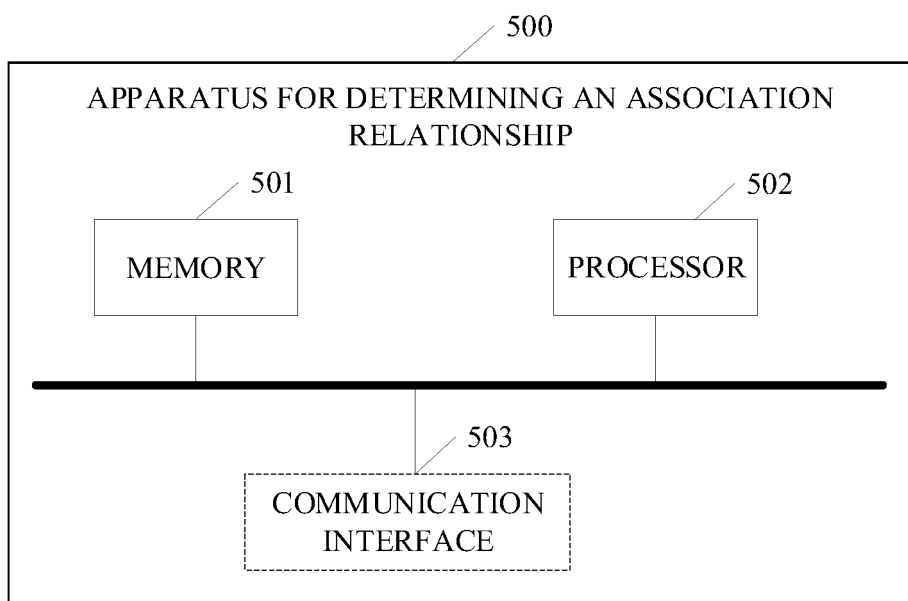 500
APPARATUS FOR DETERMINING AN ASSOCIATION
RELATIONSHIP
501
502
MEMORY
PROCESSOR
503
COMMUNICATION
INTERFACE